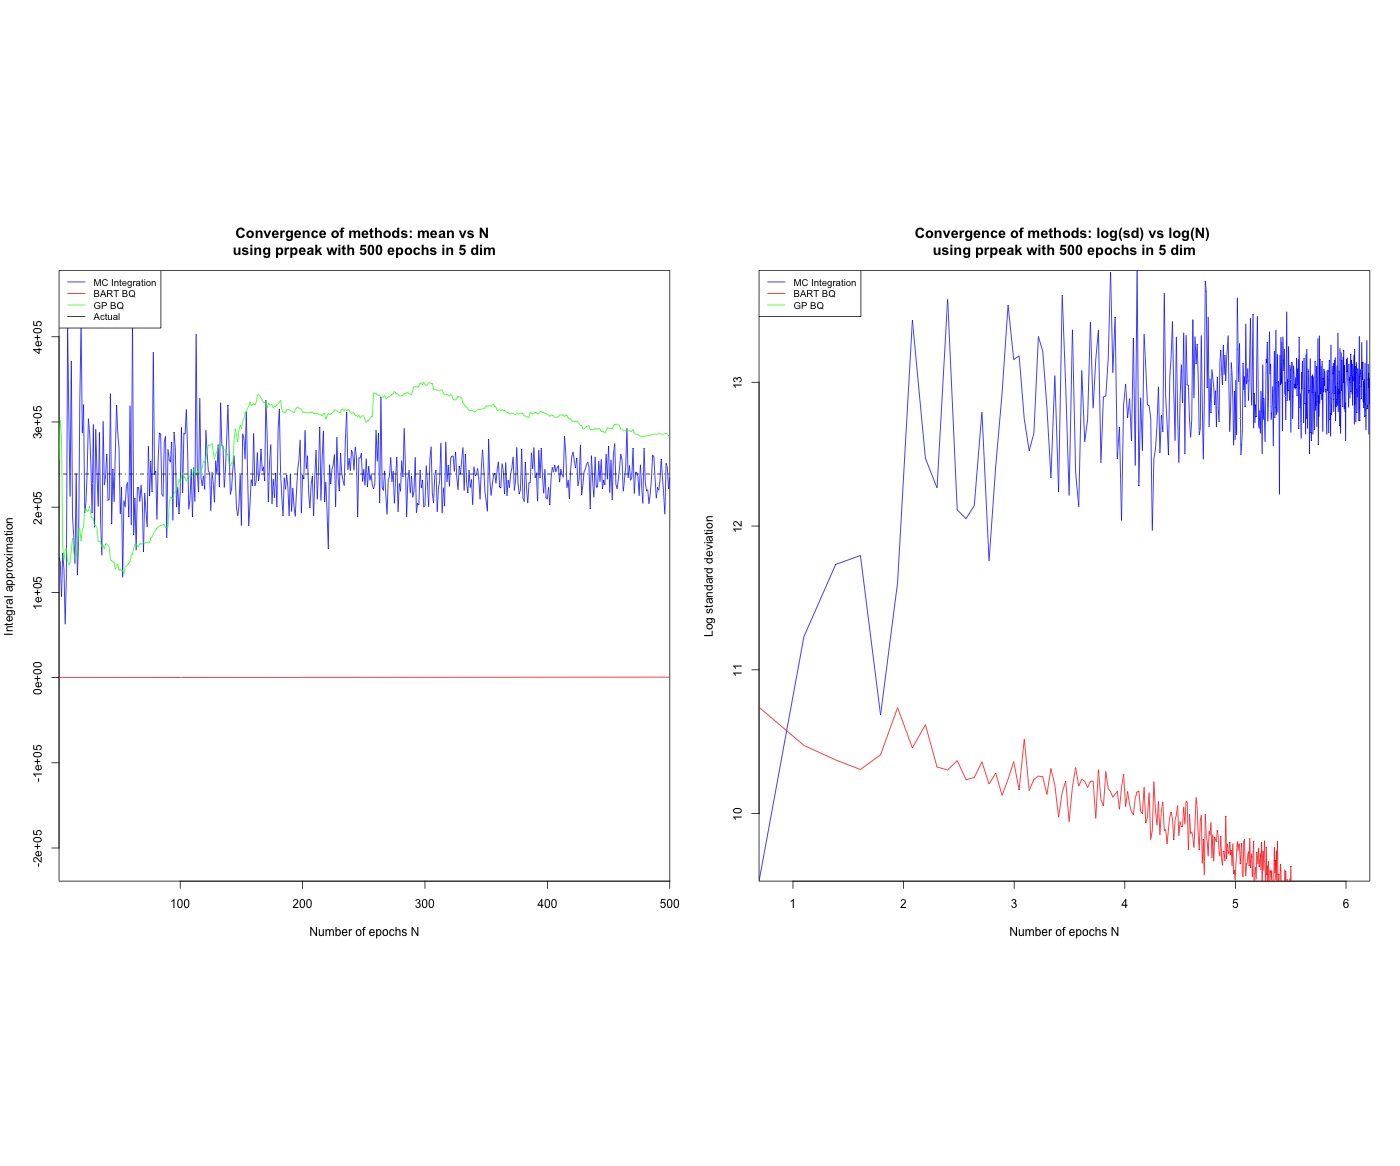 Convergence of methods: mean vs N
using prpeak with 500 epochs in 5 dim
MC Integration
BART BQ
GP BQ
Actual
Integral approximation
4e+05
3e+05
2e+05
1e+05
0e+00
-1e+05
-2e+05
100
200
300
400
500
Number of epochs N
Convergence of methods: log(sd) vs log(N)
using prpeak with 500 epochs in 5 dim
MC Integration
BART BQ
GP BQ
Log standard deviation
13
12
11
10
1
2
3
4
5
6
Number of epochs N